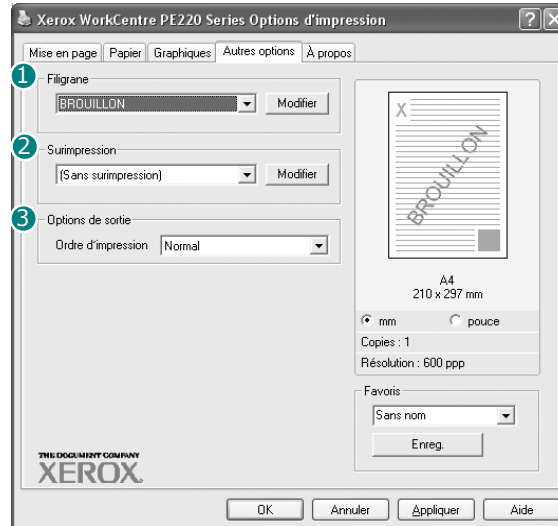 Xerox WorkCentre PE220 Series Options d'impression
Mise en page Papier Graphiques Autres options À propos
1 Filigrane
BROUILLON Modifier
2 Surimpression
(Sans surimpression) Modifier
3 Options de sortie
Ordre d'impression Normal
X
BROUILLON
A4
210 x 297 mm
mm pouce
Copies : 1
Résolution : 600 ppp
Favoris
Sans nom
Enreg.
THE DOCUMENT COMPANY
XEROX.
OK Annuler Appliquer Aide